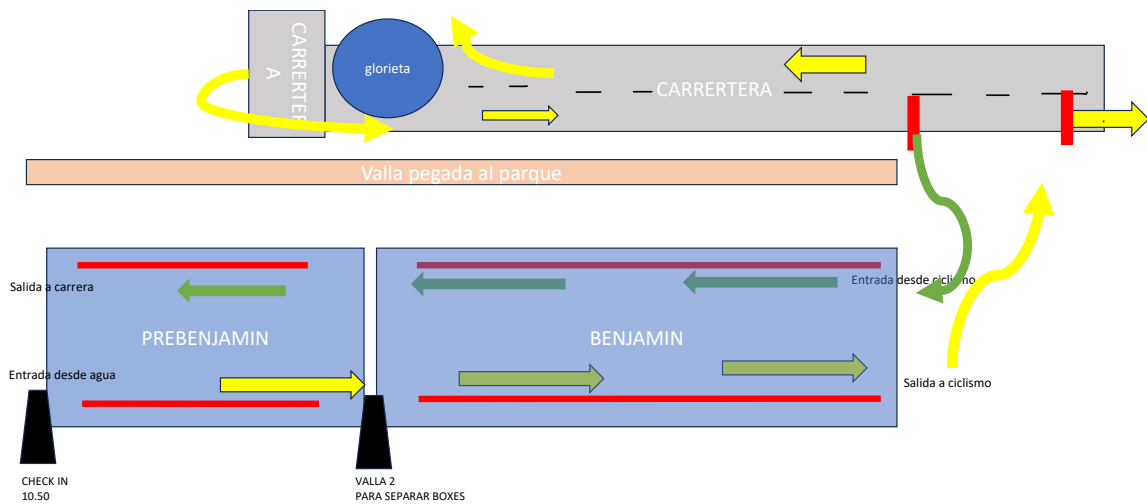 CARRERTER
A
glorieta
CARRERTERA
Valla pegada al parque
Salida a carrera
Entrada desde ciclismo
PREBENJAMIN
BENJAMIN
Entrada desde agua
Salida a ciclismo
CHECK IN
10.50
VALLA 2
PARA SEPARAR BOXES